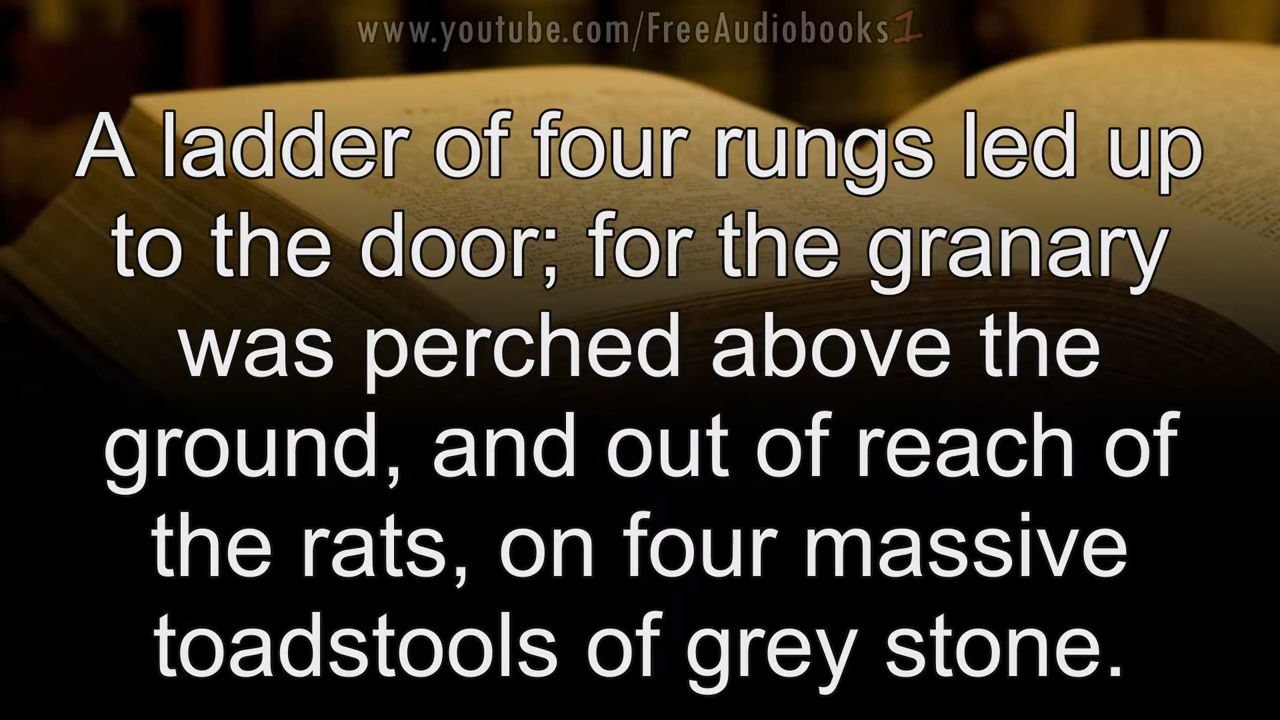 www.youtube.com/FreeAudiobooks1
A ladder of four rungs led up
to the door; for the granary
was perched above the
ground, and out of reach of
the rats, on four massive
toadstools of grey stone.